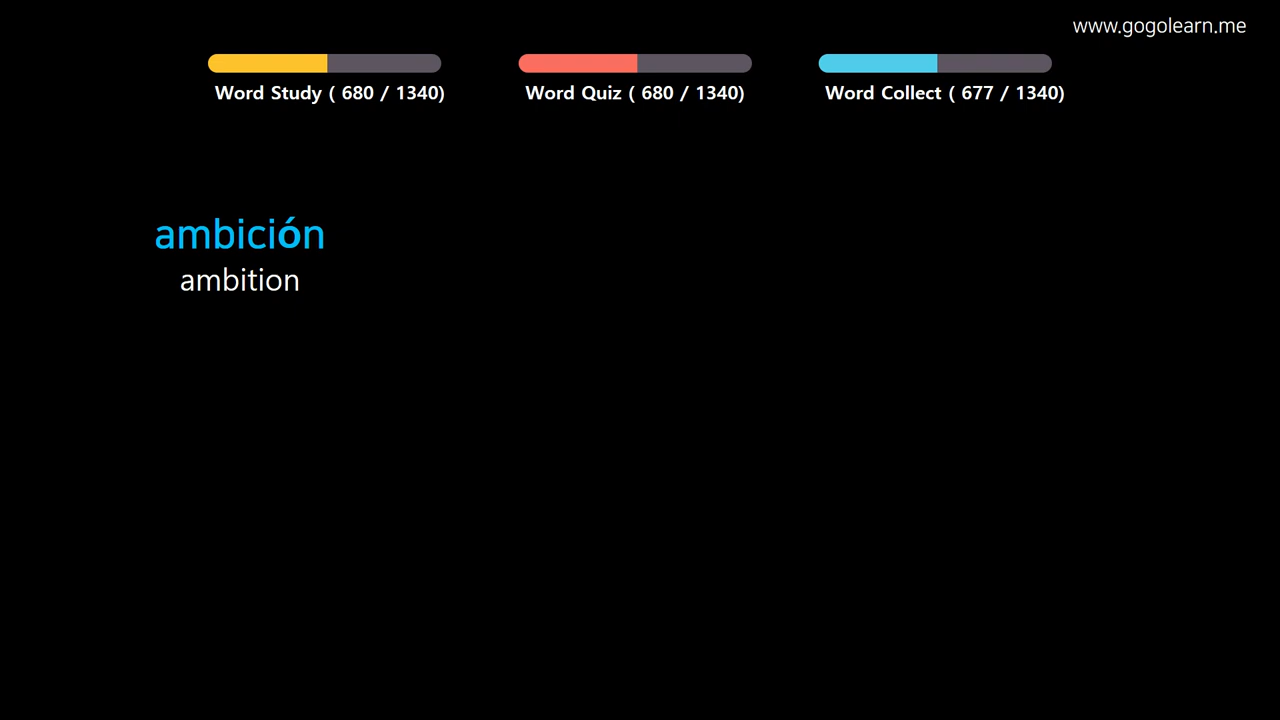 www.gogolearn.me
Word Study ( 680 / 1340)
Word Quiz ( 680 / 1340)
Word Collect ( 677 / 1340)
ambición
ambition